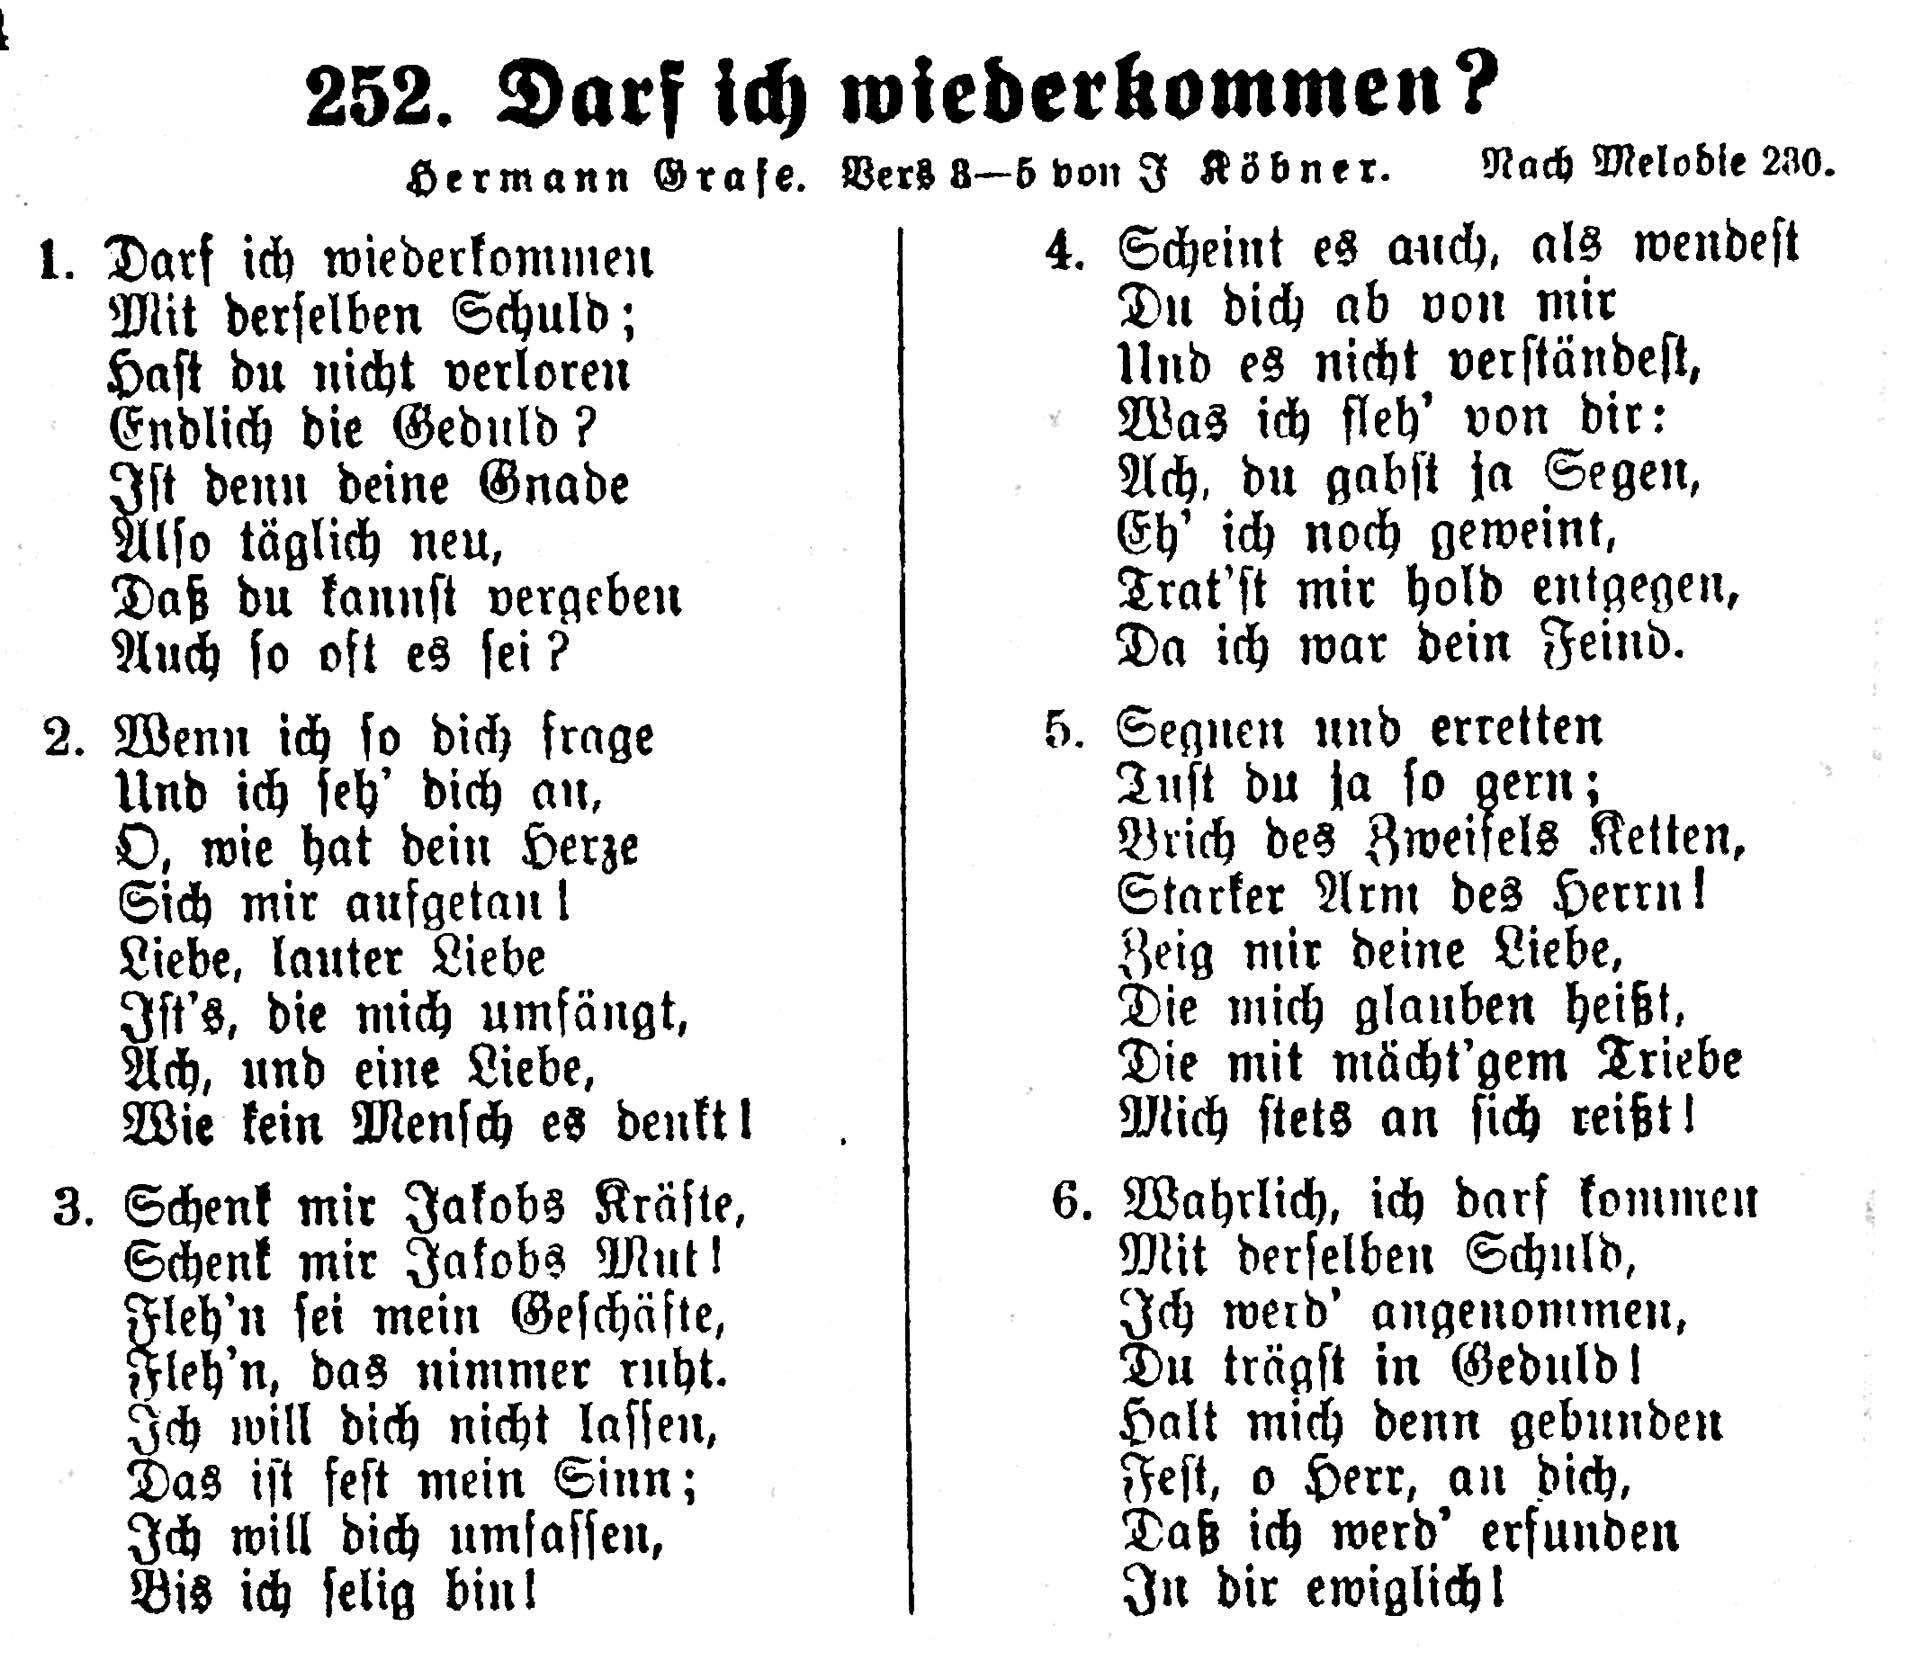 252. Darf ich wiederkommen?
Hermann Grafe. Vers 3—5 von J Köbner. Nach Melodie 230.
1. Darf ich wiederkommen
Mit derselben Schuld;
Hast du nicht verloren
Endlich die Geduld?
Ist denn deine Gnade
Also täglich neu,
Daß du kannst vergeben
Auch so oft es sei?
2. Wenn ich so dich frage
Und ich seh' dich an,
O, wie hat dein Herze
Sich mir aufgetan!
Liebe, lauter Liebe
Ist's, die mich umfängt,
Ach, und eine Liebe,
Wie kein Mensch es denkt!
3. Schenk mir Jakobs Kräfte,
Schenk mir Jakobs Mut!
Fleh'n sei mein Geschäfte,
Fleh'n, das nimmer ruht.
Ich will dich nicht lassen,
Das ist fest mein Sinn;
Ich will dich umfassen,
Bis ich selig bin!
4. Scheint es auch, als wendest
Du dich ab von mir
Und es nicht verständest,
Was ich fleh' von dir:
Ach, du gabst ja Segen,
Eh' ich noch geweint,
Trat'st mir hold entgegen,
Da ich war dein Feind.
5. Segnen und erretten
Tust du ja so gern;
Brich des Zweifels Ketten,
Starker Arm des Herrn!
Zeig mir deine Liebe,
Die mich glauben heißt,
Die mit mächt'gem Triebe
Mich stets an sich reißt!
6. Wahrlich, ich darf kommen
Mit derselben Schuld,
Ich werd' angenommen,
Du trägst in Geduld!
Halt mich denn gebunden
Fest, o Herr, an dich,
Daß ich werd' erfunden
In dir ewiglich!